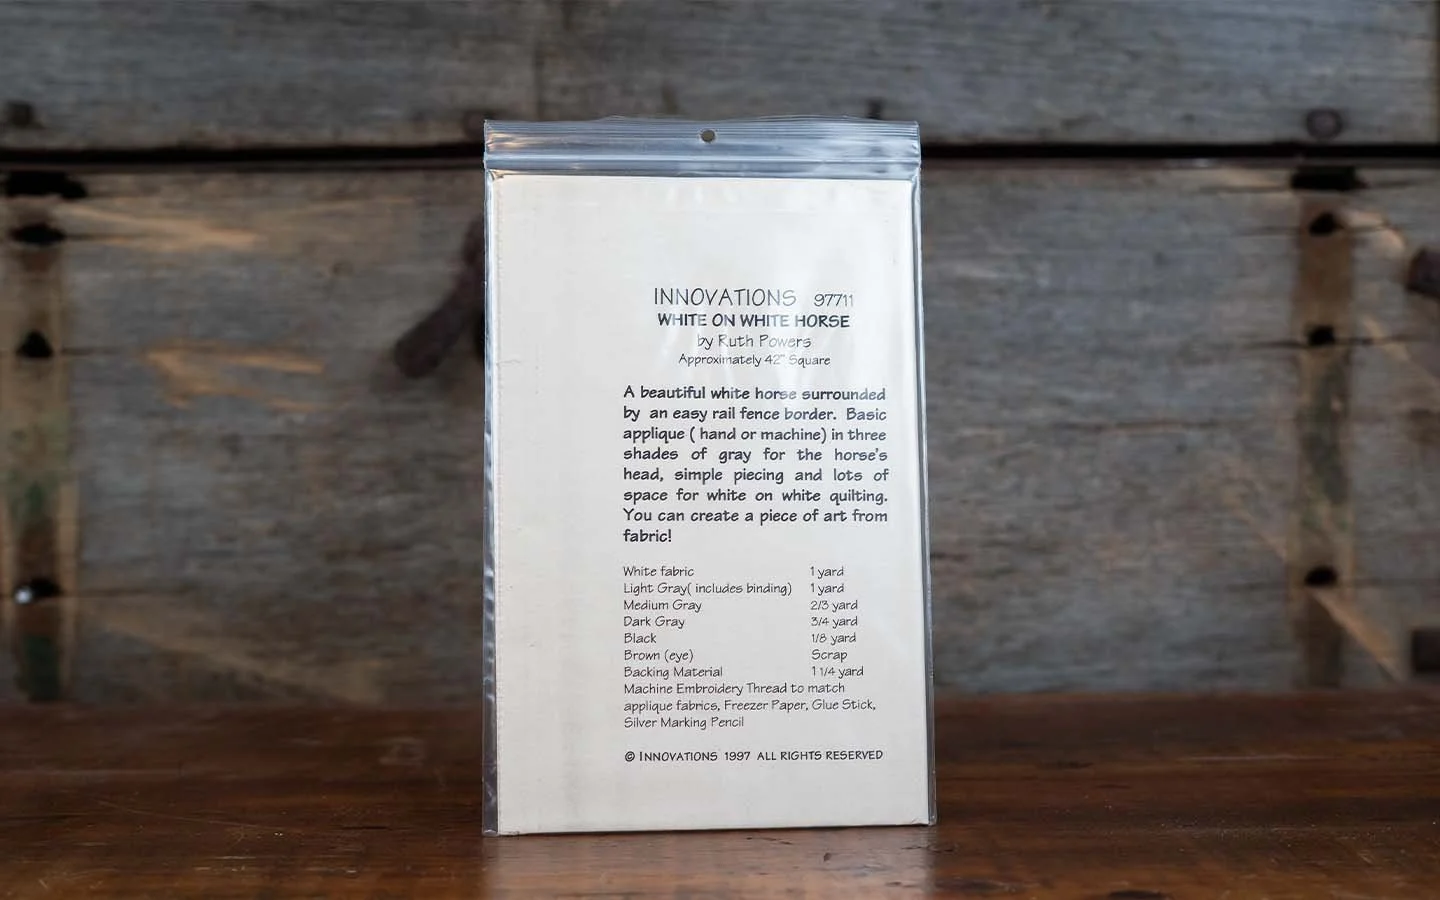 INNOVATIONS 97711
WHITE ON WHITE HORSE
by Ruth Powers
Approximately 42" Square
A beautiful white horse surrounded
by an easy rail fence border. Basic
applique ( hand or machine) in three
shades of gray for the horse's
head, simple piecing and lots of
space for white on white quilting.
You can create a piece of art from
fabric!
White fabric 1 yard
Light Gray( includes binding) 1 yard
Medium Gray 2/3 yard
Dark Gray 3/4 yard
Black 1/8 yard
Brown (eye) Scrap
Backing Material 1 1/4 yard
Machine Embroidery Thread to match
applique fabrics, Freezer Paper, Glue Stick,
Silver Marking Pencil
© INNOVATIONS 1997 ALL RIGHTS RESERVED